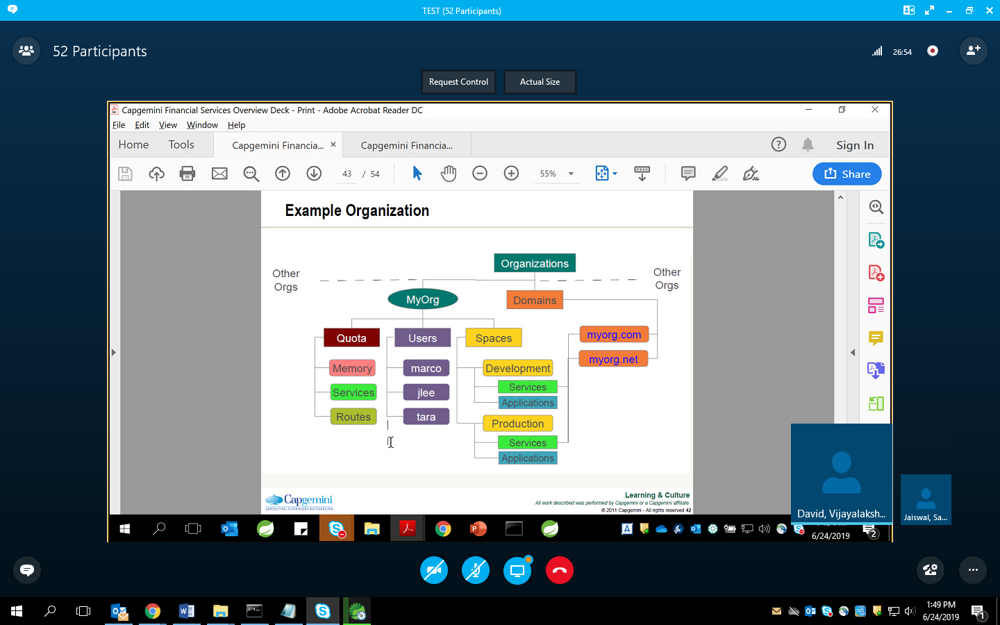 TEST (52 Participants)
52 Participants
26:54
Request Control
Actual Size
Capgemini Financial Services Overview Deck - Print - Adobe Acrobat Reader DC
File Edit View Window Help
Home Tools Capgemini Financia... × Capgemini Financia... Sign In
43 / 54 55% Share
Example Organization
Organizations
Other
Orgs
Other
Orgs
MyOrg
Domains
Quota
Users
Spaces
myorg.com
Memory
marco
Development
myorg.net
Services
jlee
Services
Applications
Routes
tara
Production
Services
Applications
Capgemini
CONSULTING.TECHNOLOGY.OUTSOURCING
Learning & Culture
All work described was performed by Capgemini or a Capgemini affiliate
© 2011 Capgemini - All rights reserved 42
David, Vijayalaksh...
Jaiswal, Sa...
6/24/2019
2
1:49 PM
6/24/2019
1